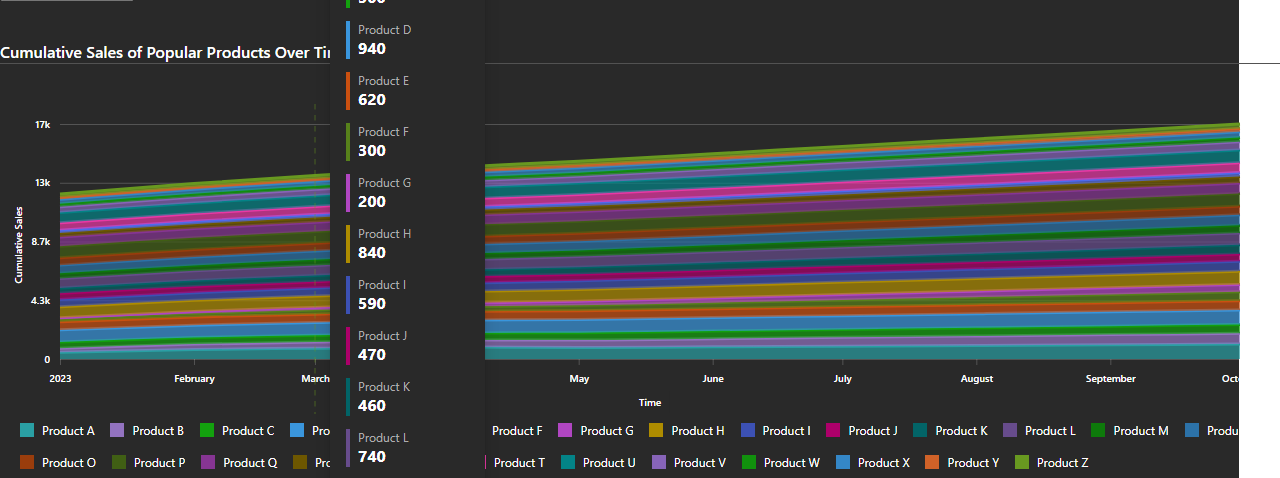 Product D
940
Cumulative Sales of Popular Products Over Ti
Product E
620
17k
Product F
300
13k
Product G
200
Cumulative Sales
8.7k
Product H
840
4.3k
Product I
590
0
Product J
470
2023 February March May June July August September Octo
Product K
460
Time
Product A Product B Product C Pro Product F Product G Product H Product I Product J Product K Product L Product M Produ
Product L
740
Product O Product P Product Q Pro Product T Product U Product V Product W Product X Product Y Product Z